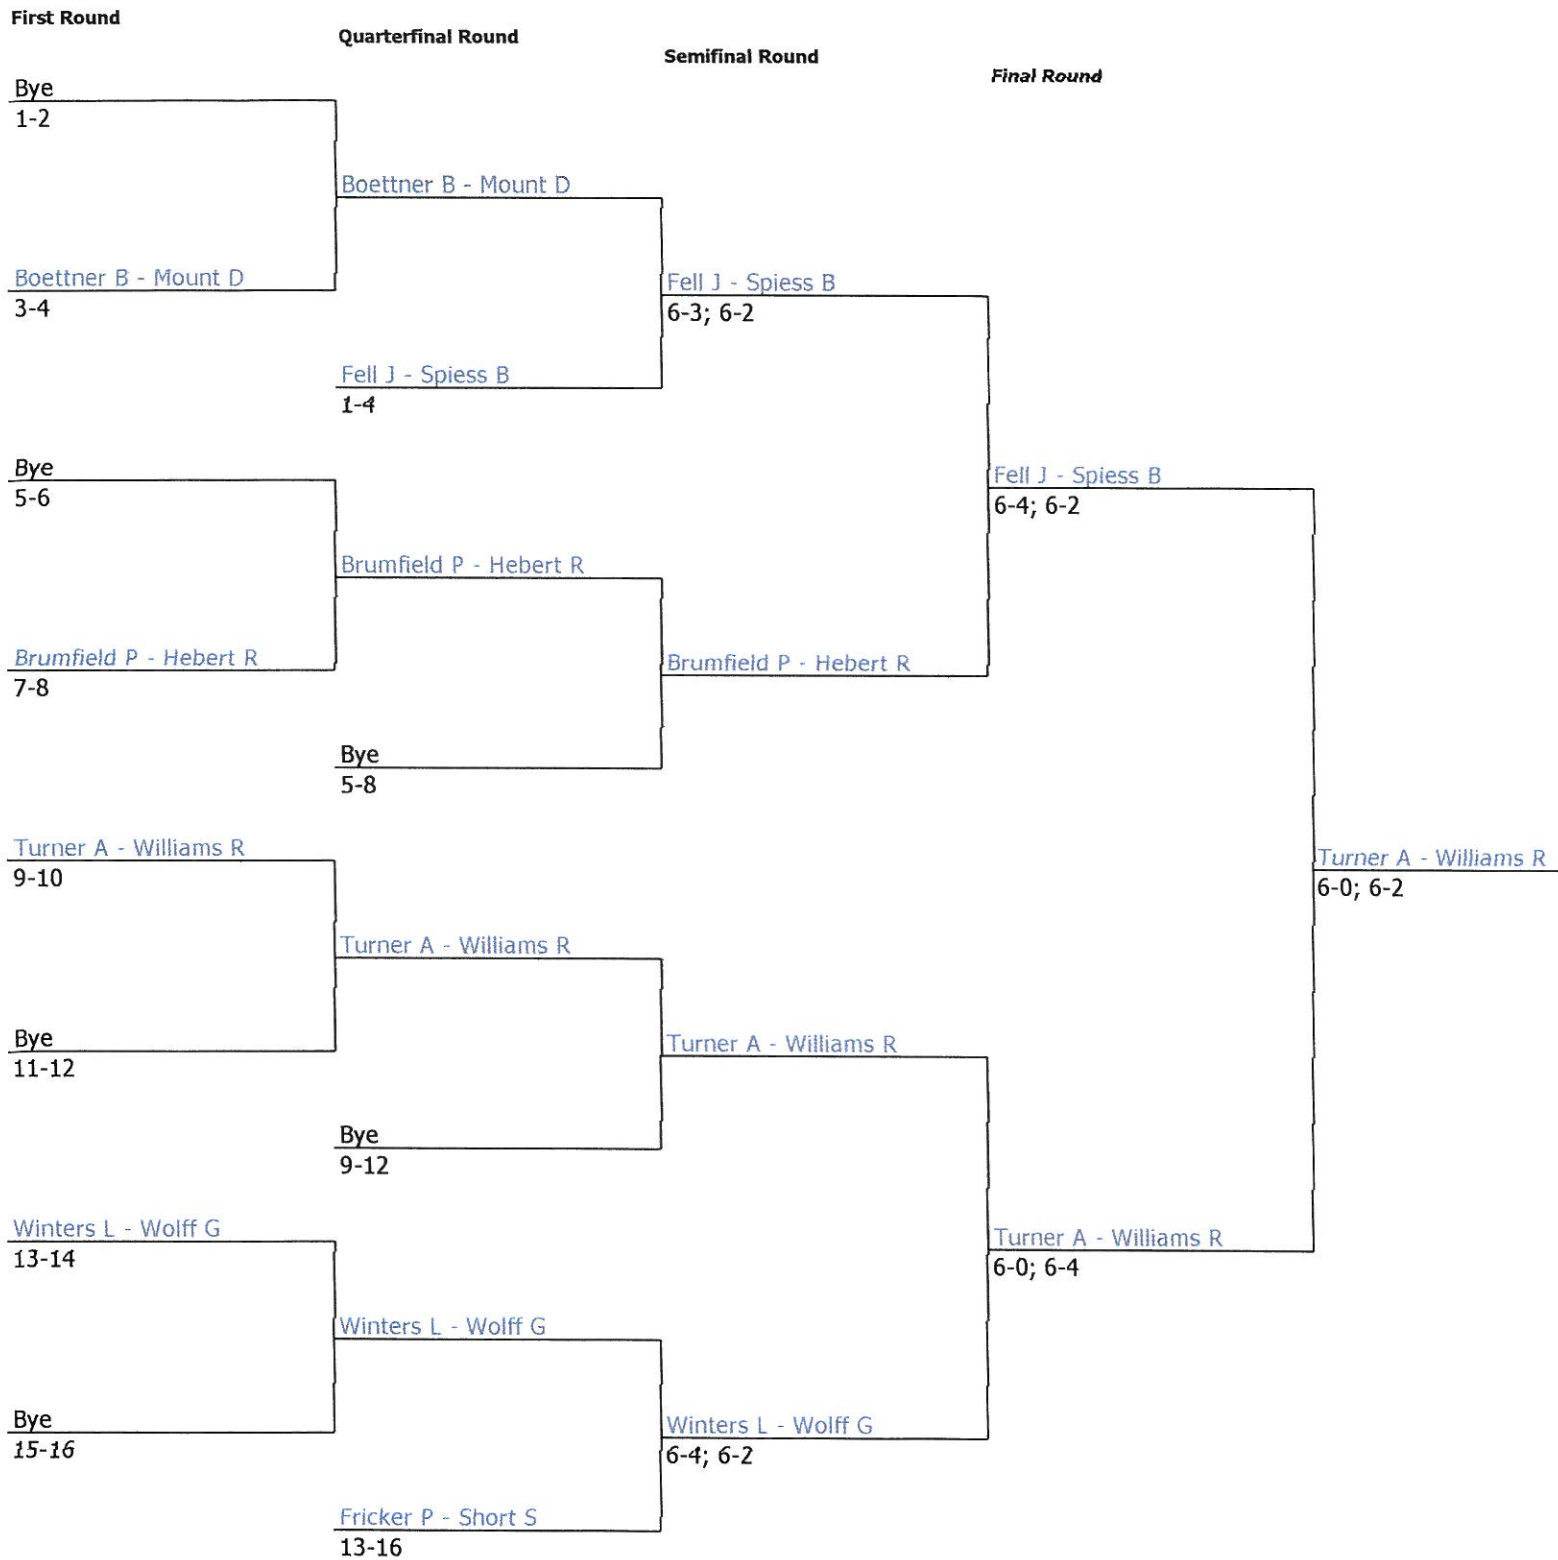 First Round
Quarterfinal Round
Semifinal Round
Final Round
Bye
1-2
Boettner B - Mount D
Boettner B - Mount D
3-4
Fell J - Spiess B
6-3; 6-2
Fell J - Spiess B
1-4
Bye
5-6
Fell J - Spiess B
6-4; 6-2
Brumfield P - Hebert R
Brumfield P - Hebert R
7-8
Brumfield P - Hebert R
Bye
5-8
Turner A - Williams R
9-10
Turner A - Williams R
6-0; 6-2
Turner A - Williams R
Bye
11-12
Turner A - Williams R
Bye
9-12
Winters L - Wolff G
13-14
Turner A - Williams R
6-0; 6-4
Winters L - Wolff G
Bye
15-16
Winters L - Wolff G
6-4; 6-2
Fricker P - Short S
13-16